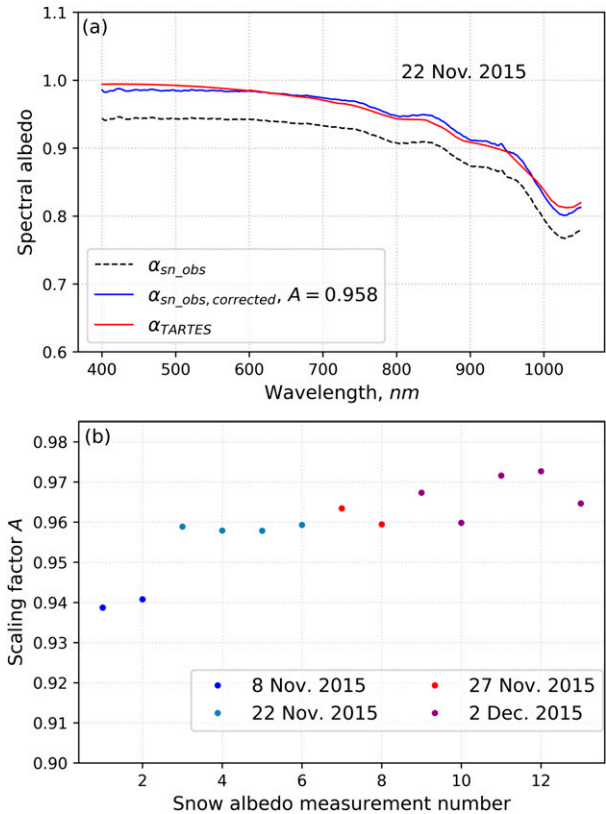 (a)
22 Nov. 2015
1.1
1.0
0.9
0.8
0.7
0.6
Spectral albedo
α_sn_obs
α_sn_obs,corrected, A = 0.958
α_TARTES
400 500 600 700 800 900 1000
Wavelength, nm
(b)
0.98
0.97
0.96
0.95
0.94
0.93
0.92
0.91
0.90
Scaling factor A
8 Nov. 2015 27 Nov. 2015
22 Nov. 2015 2 Dec. 2015
2 4 6 8 10 12
Snow albedo measurement number